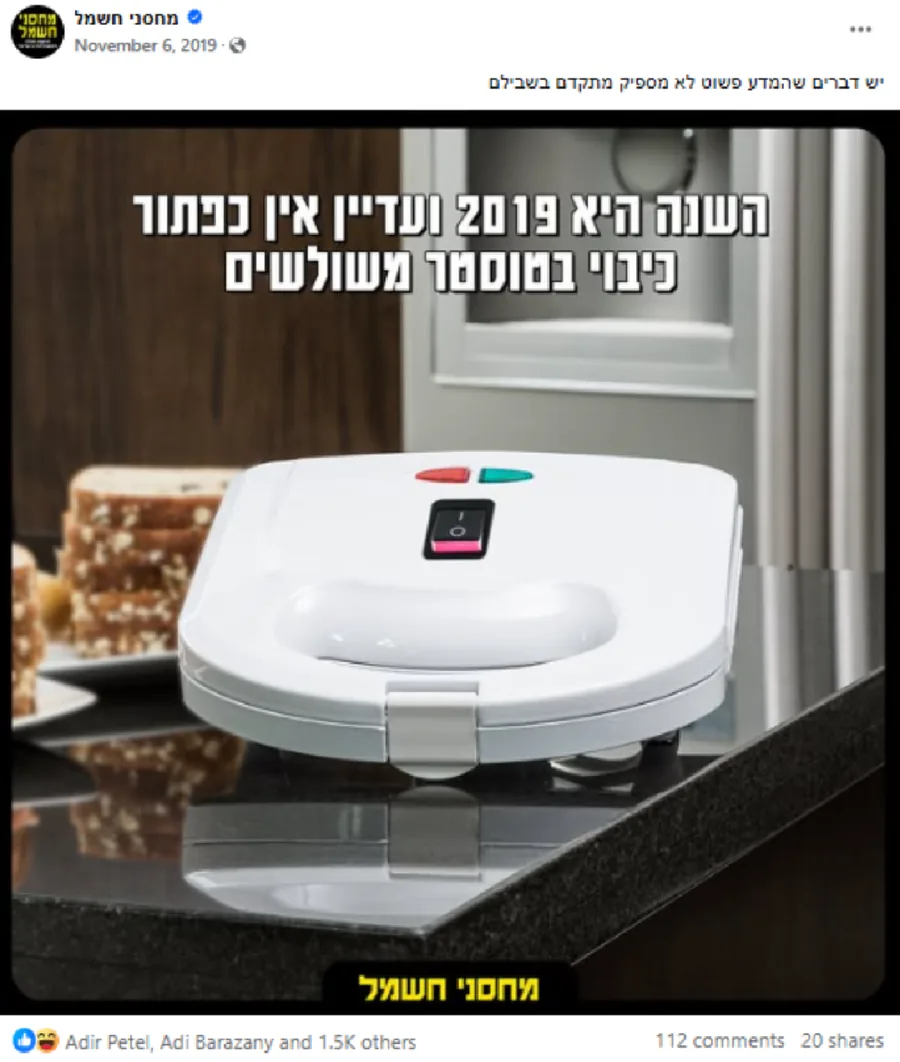 מחסני חשמל
November 6, 2019
יש דברים שהמדע פשוט לא מספיק מתקדם בשבילם
השנה היא 2019 ועדיין אין כפתור
כיבוי בטוסטר משולשים
מחסני חשמל
Adir Petel, Adi Barazany and 1.5K others
112 comments 20 shares